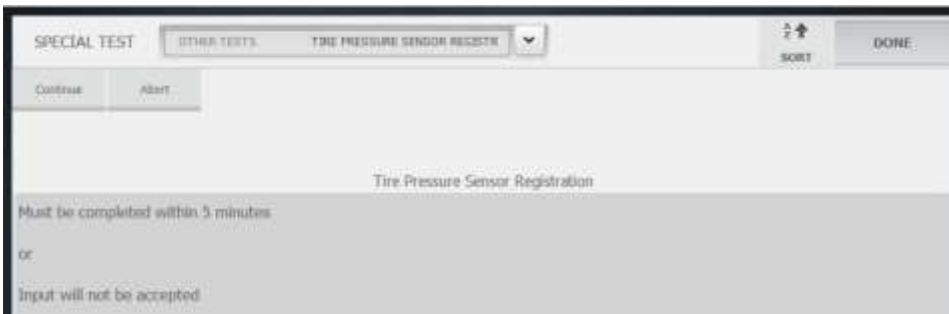 SPECIAL TEST OTHER TESTS TIRE PRESSURE SENSOR REGISTR SORT DONE
Continue Abort
Tire Pressure Sensor Registration
Must be completed within 5 minutes
or
Input will not be accepted